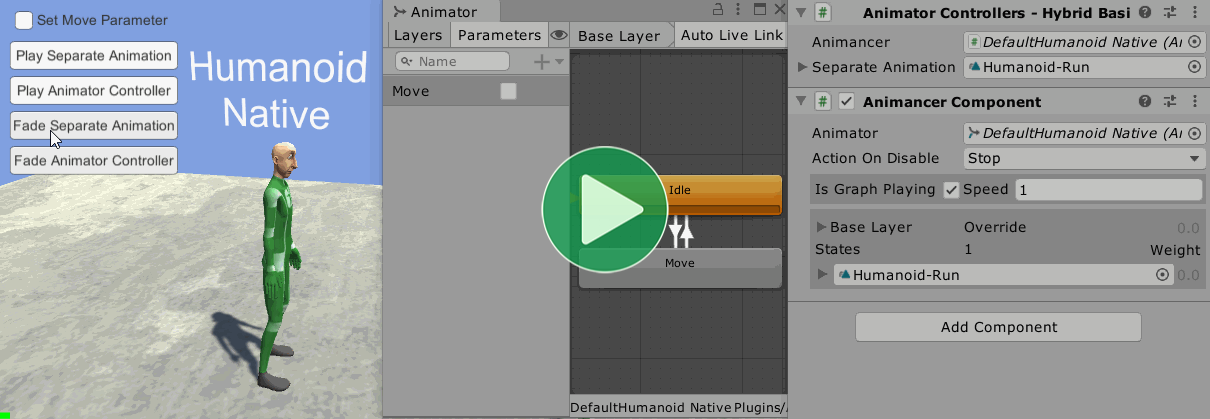 Set Move Parameter
Play Separate Animation
Play Animator Controller
Fade Separate Animation
Fade Animator Controller
Humanoid
Native
Animator
Layers Parameters
Name
Move
Base Layer Auto Live Link
Idle
Move
DefaultHumanoid Native Plugins/
Animator Controllers - Hybrid Basi
Animancer DefaultHumanoid Native (Ar
Separate Animation Humanoid-Run
Animancer Component
Animator DefaultHumanoid Native (Ar
Action On Disable Stop
Is Graph Playing Speed 1
Base Layer Override 0.0
States 1 Weight
Humanoid-Run 0.0
Add Component